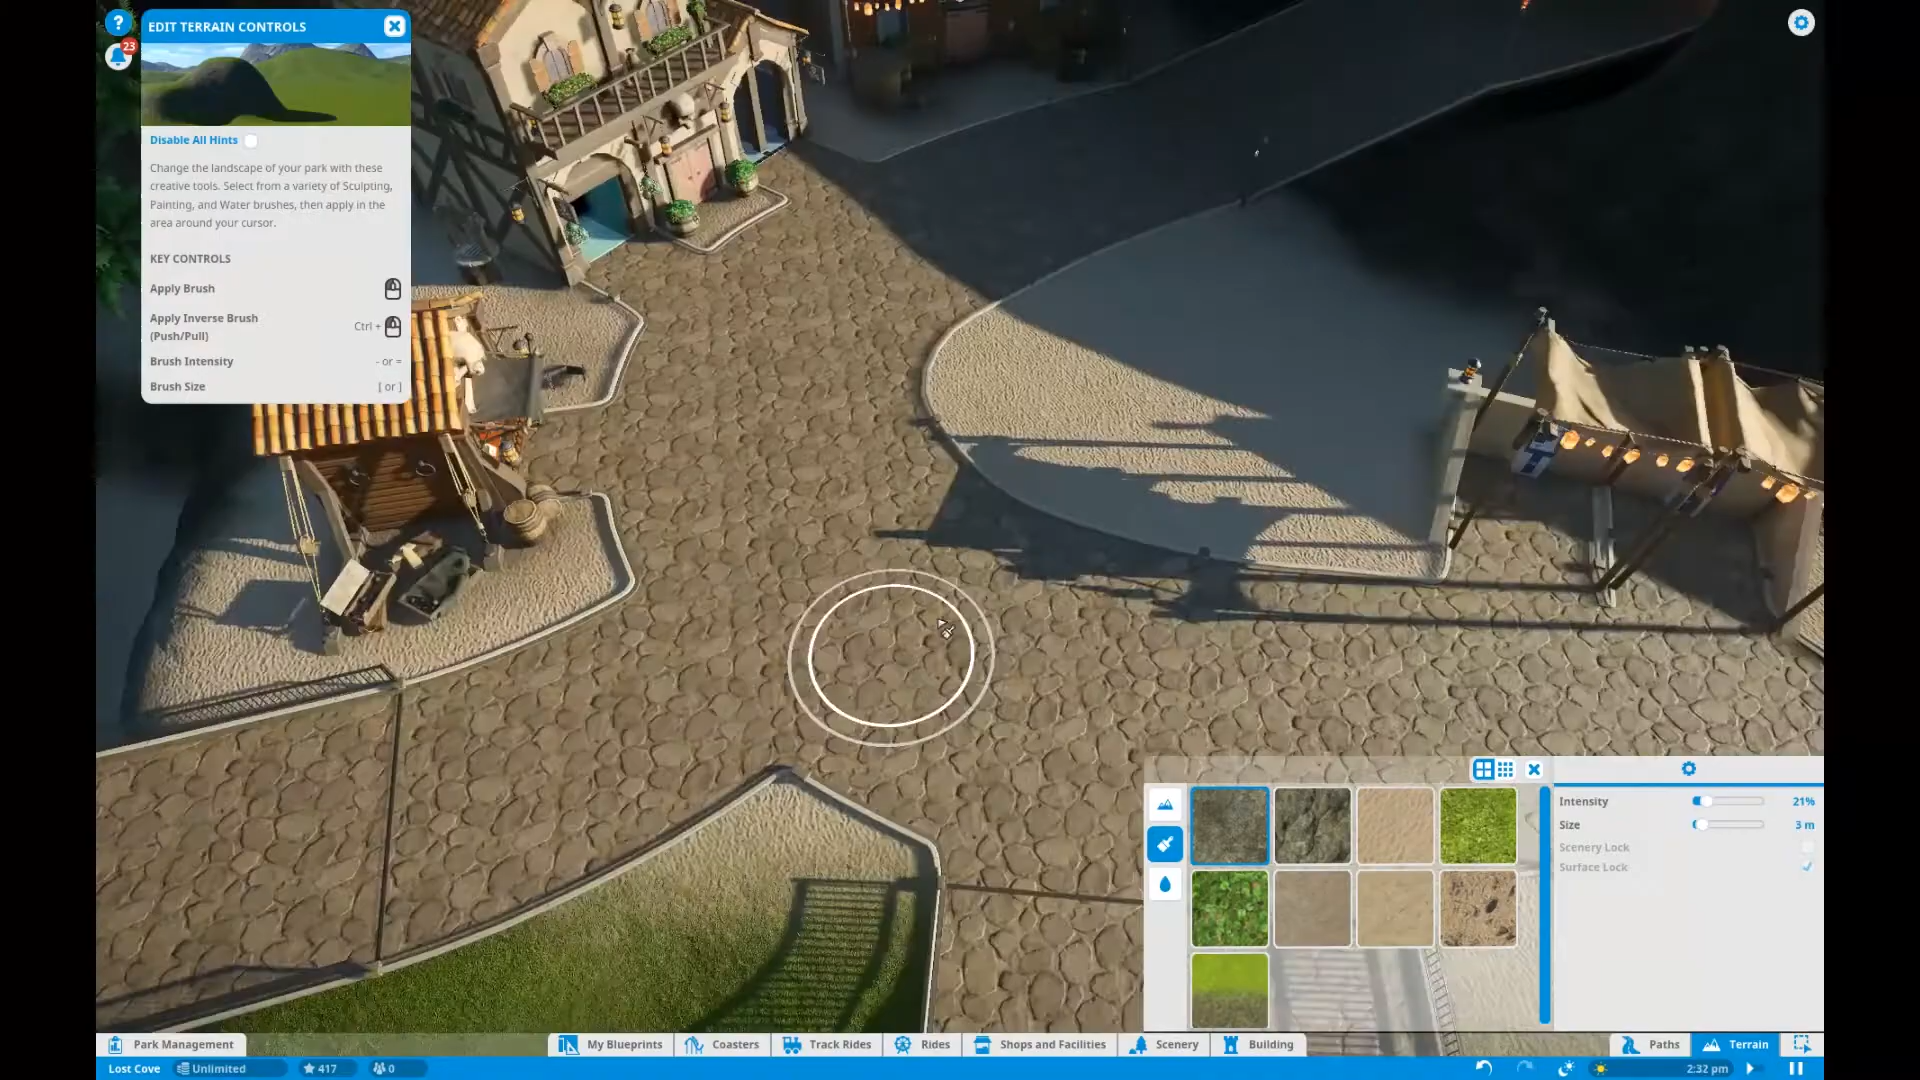 EDIT TERRAIN CONTROLS
23
Disable All Hints
Change the landscape of your park with these
creative tools. Select from a variety of Sculpting,
Painting, and Water brushes, then apply in the
area around your cursor.
KEY CONTROLS
Apply Brush
Apply Inverse Brush
(Push/Pull)
Ctrl +
Brush Intensity
- or =
Brush Size
[ or ]
Intensity
21%
Size
3 m
Scenery Lock
Surface Lock
Park Management
My Blueprints
Coasters
Track Rides
Rides
Shops and Facilities
Scenery
Building
Paths
Terrain
Lost Cove
Unlimited
417
0
2:32 pm